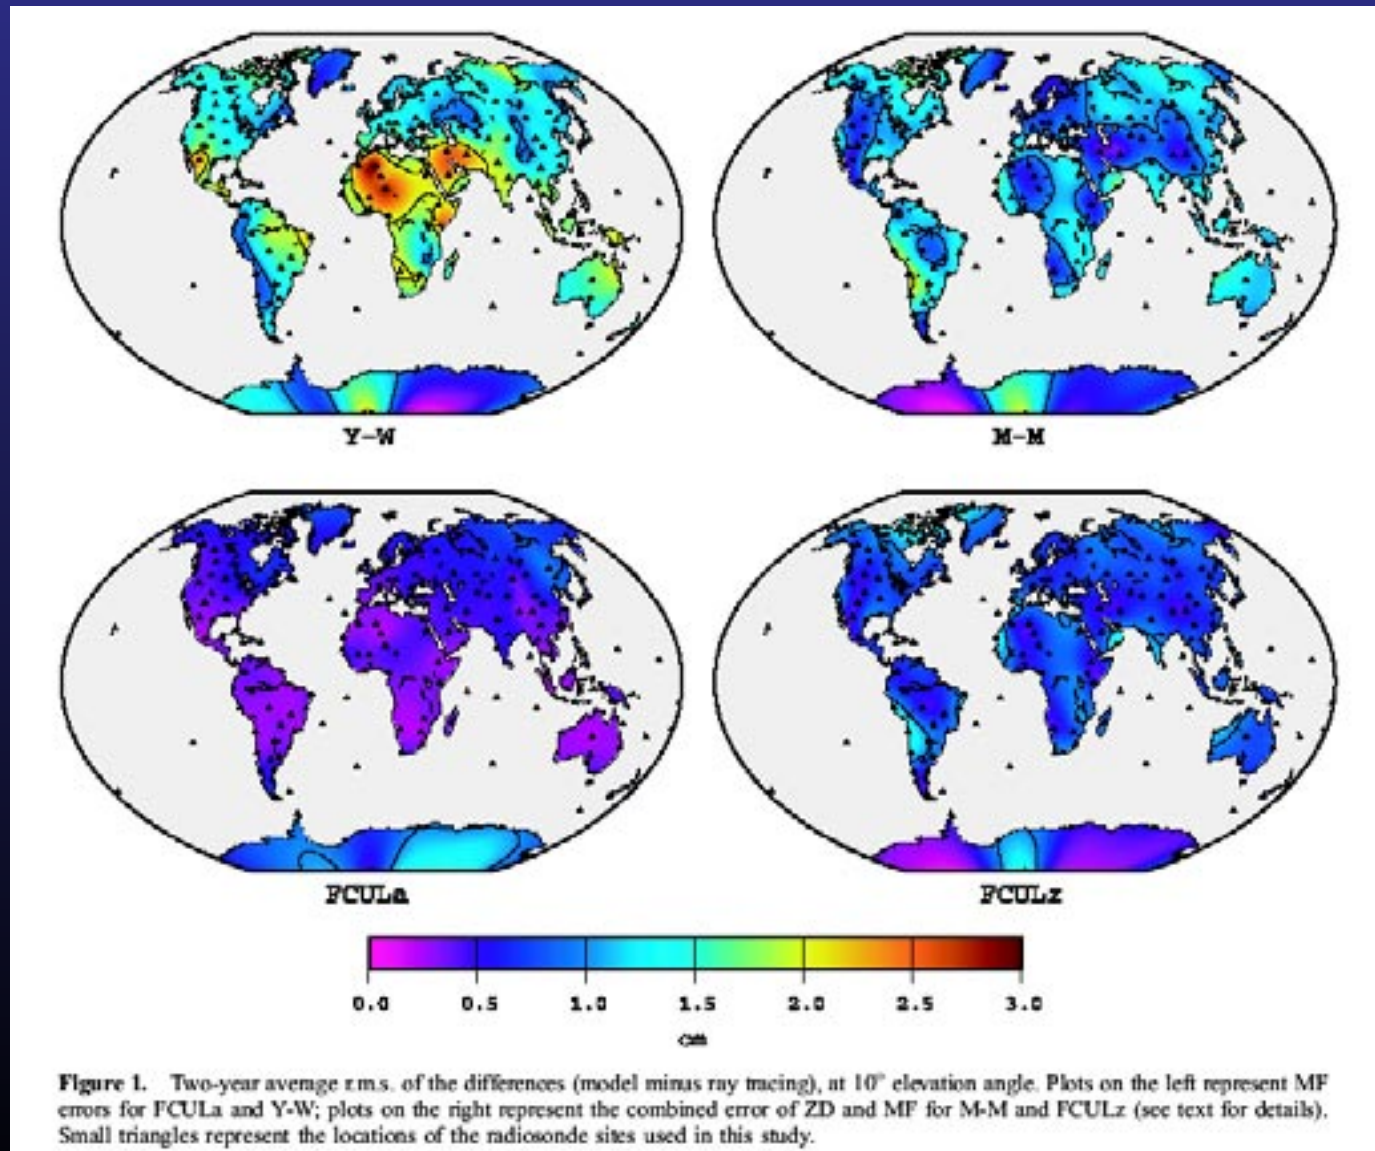 Y-W
M-M
FCULa
FCULz
0.0 0.5 1.0 1.5 2.0 2.5 3.0
cm
Figure 1. Two-year average r.m.s. of the differences (model minus ray tracing), at 10° elevation angle. Plots on the left represent MF
errors for FCULa and Y-W; plots on the right represent the combined error of ZD and MF for M-M and FCULz (see text for details).
Small triangles represent the locations of the radiosonde sites used in this study.